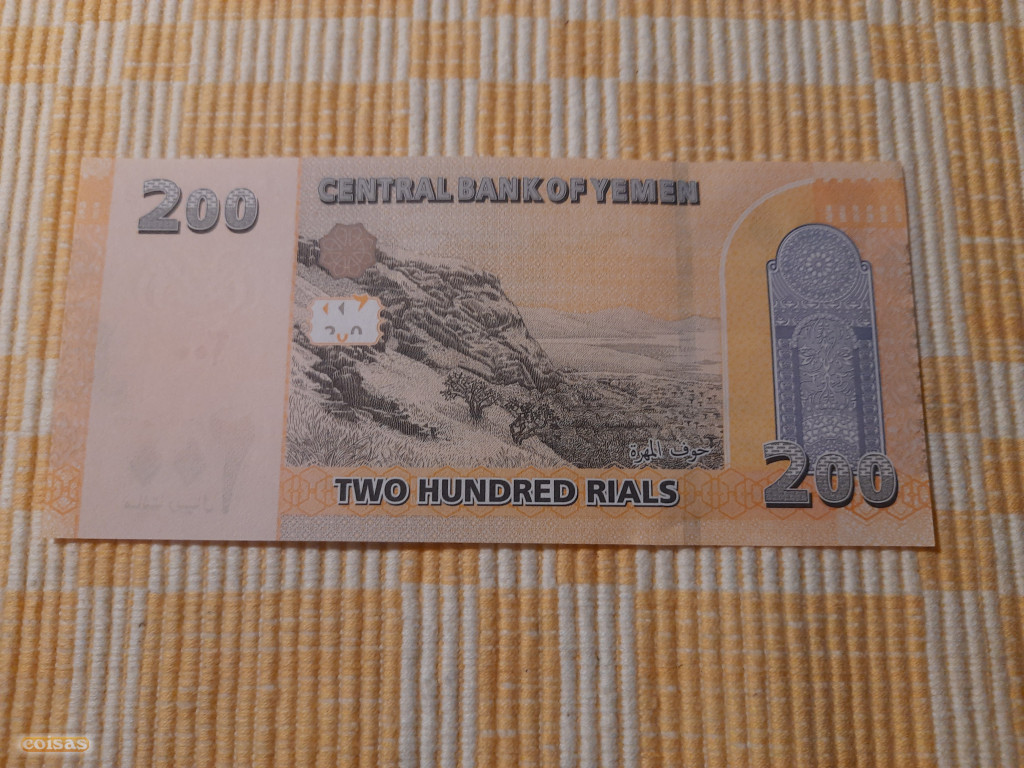 200
CENTRAL BANK OF YEMEN
حوف المهرة
TWO HUNDRED RIALS
200
coisas